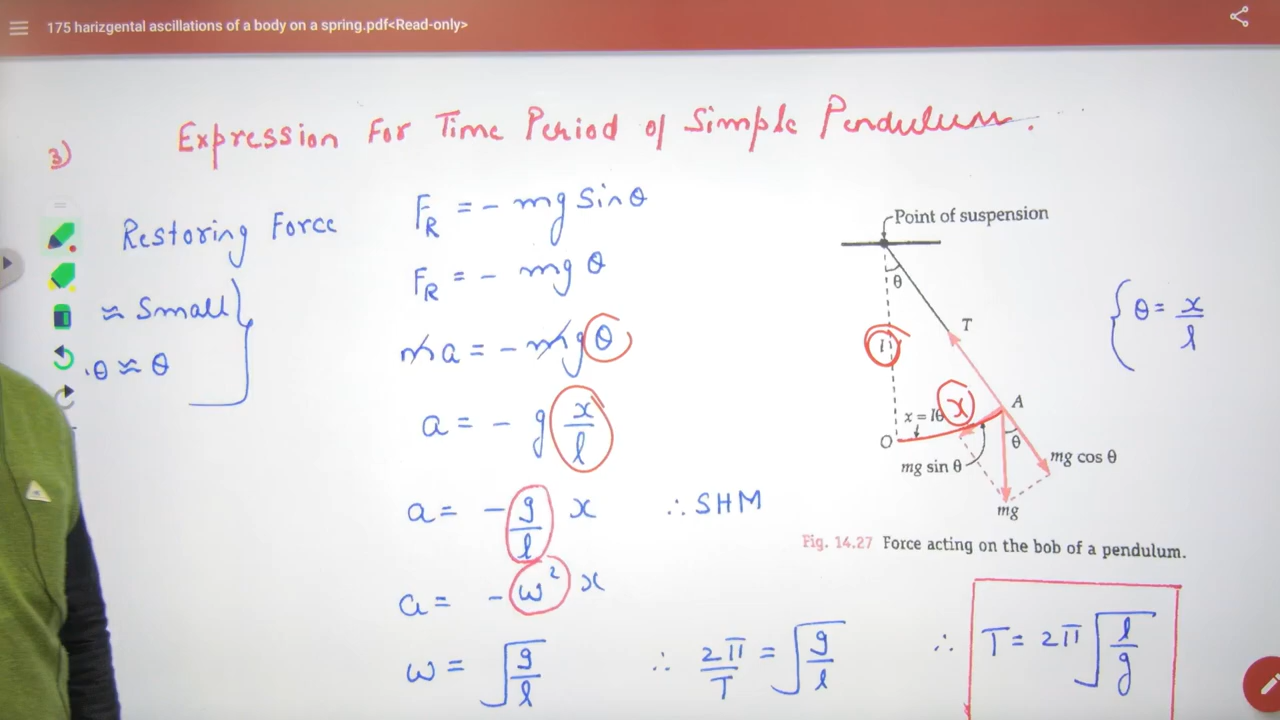 175 harizgental ascillations of a body on a spring.pdf<Read-only>
3) Expression For Time Period of Simple Pendulum.
Restoring Force
F_R = - mg sin θ
F_R = - mg θ
≈ Small
θ ≈ θ
ma = - mg θ
a = - g x/l
a = - g/l x ∴ SHM
a = - ω² x
ω = √g/l ∴ 2π/T = √g/l ∴ T = 2π √l/g
Point of suspension
θ
T
l
x
A
x = lθ
O
θ
mg sin θ
mg cos θ
mg
Fig. 14.27 Force acting on the bob of a pendulum.
{ θ = x/l